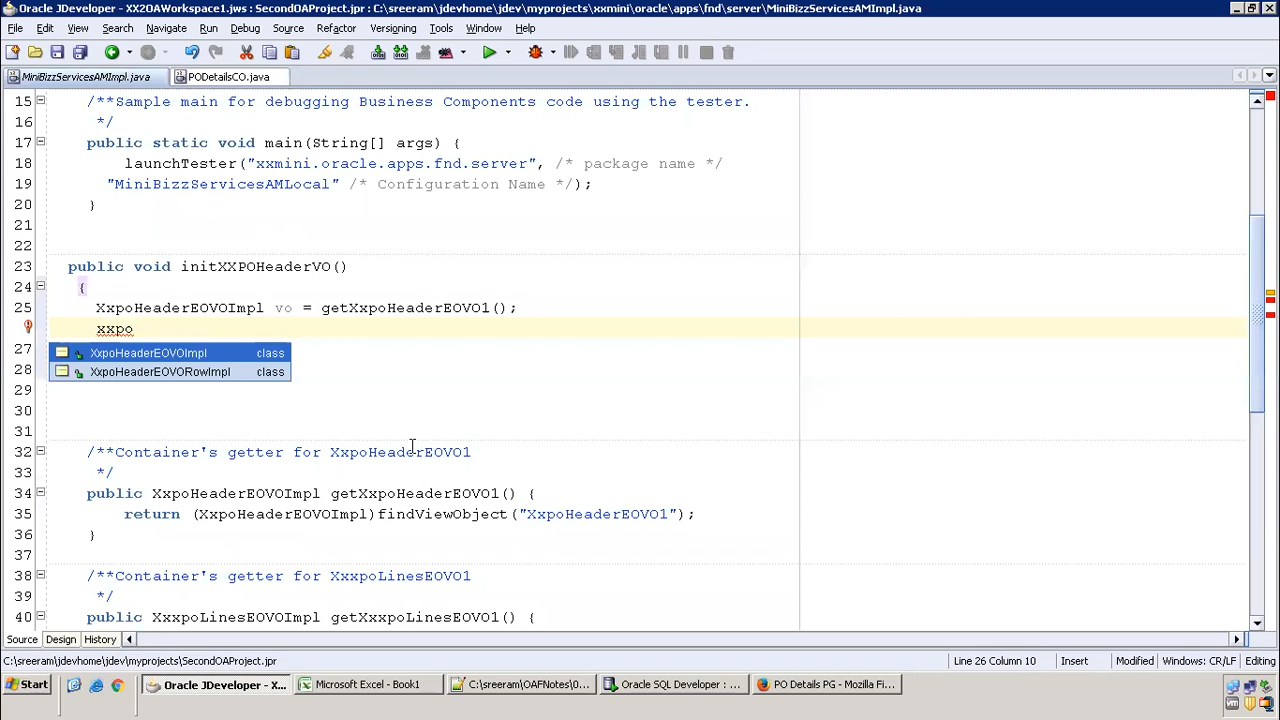 Oracle JDeveloper - XX2OAWorkspace1.jws : SecondOAProject.jpr : C:\sreeram\jdevhome\jdev\myprojects\xxmini\oracle\apps\fnd\server\MiniBizzServicesAMImpl.java
File Edit View Search Navigate Run Debug Source Refactor Versioning Tools Window Help
MiniBizzServicesAMImpl.java PODetailsCO.java
15 /**Sample main for debugging Business Components code using the tester.
16 */
17 public static void main(String[] args) {
18 launchTester("xxmini.oracle.apps.fnd.server", /* package name */
19 "MiniBizzServicesAMLocal" /* Configuration Name */);
20 }
21
22
23 public void initXXPOHeaderVO()
24 {
25 XxpoHeaderEOVOImpl vo = getXxpoHeaderEOVO1();
26 xxpo
27 XxpoHeaderEOVOImpl class
28 XxpoHeaderEOVORowImpl class
29
30
31
32 /**Container's getter for XxpoHeaderEOVO1
33 */
34 public XxpoHeaderEOVOImpl getXxpoHeaderEOVO1() {
35 return (XxpoHeaderEOVOImpl)findViewObject("XxpoHeaderEOVO1");
36 }
37
38 /**Container's getter for XxxpoLinesEOVO1
39 */
40 public XxxpoLinesEOVOImpl getXxxpoLinesEOVO1() {
Source Design History
C:\sreeram\jdevhome\jdev\myprojects\SecondOAProject.jpr Line 26 Column 10 Insert Modified Windows: CR/LF Editing
Start Oracle JDeveloper - X... Microsoft Excel - Book1 C:\sreeram\OAFNotes\0... Oracle SQL Developer : ... PO Details PG - Mozilla Fi...